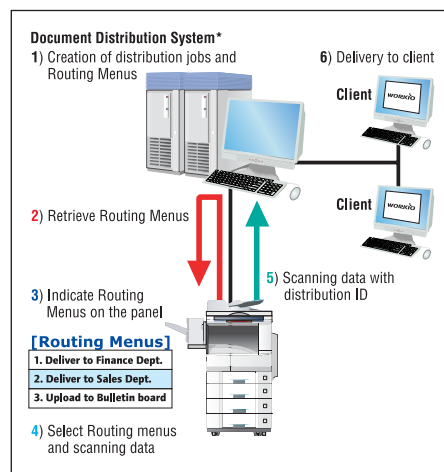 Document Distribution System*
1) Creation of distribution jobs and
Routing Menus
6) Delivery to client
Client
WORKiO
Client
WORKiO
2) Retrieve Routing Menus
5) Scanning data with
distribution ID
3) Indicate Routing
Menus on the panel
[Routing Menus]
1. Deliver to Finance Dept.
2. Deliver to Sales Dept.
3. Upload to Bulletin board
4) Select Routing menus
and scanning data